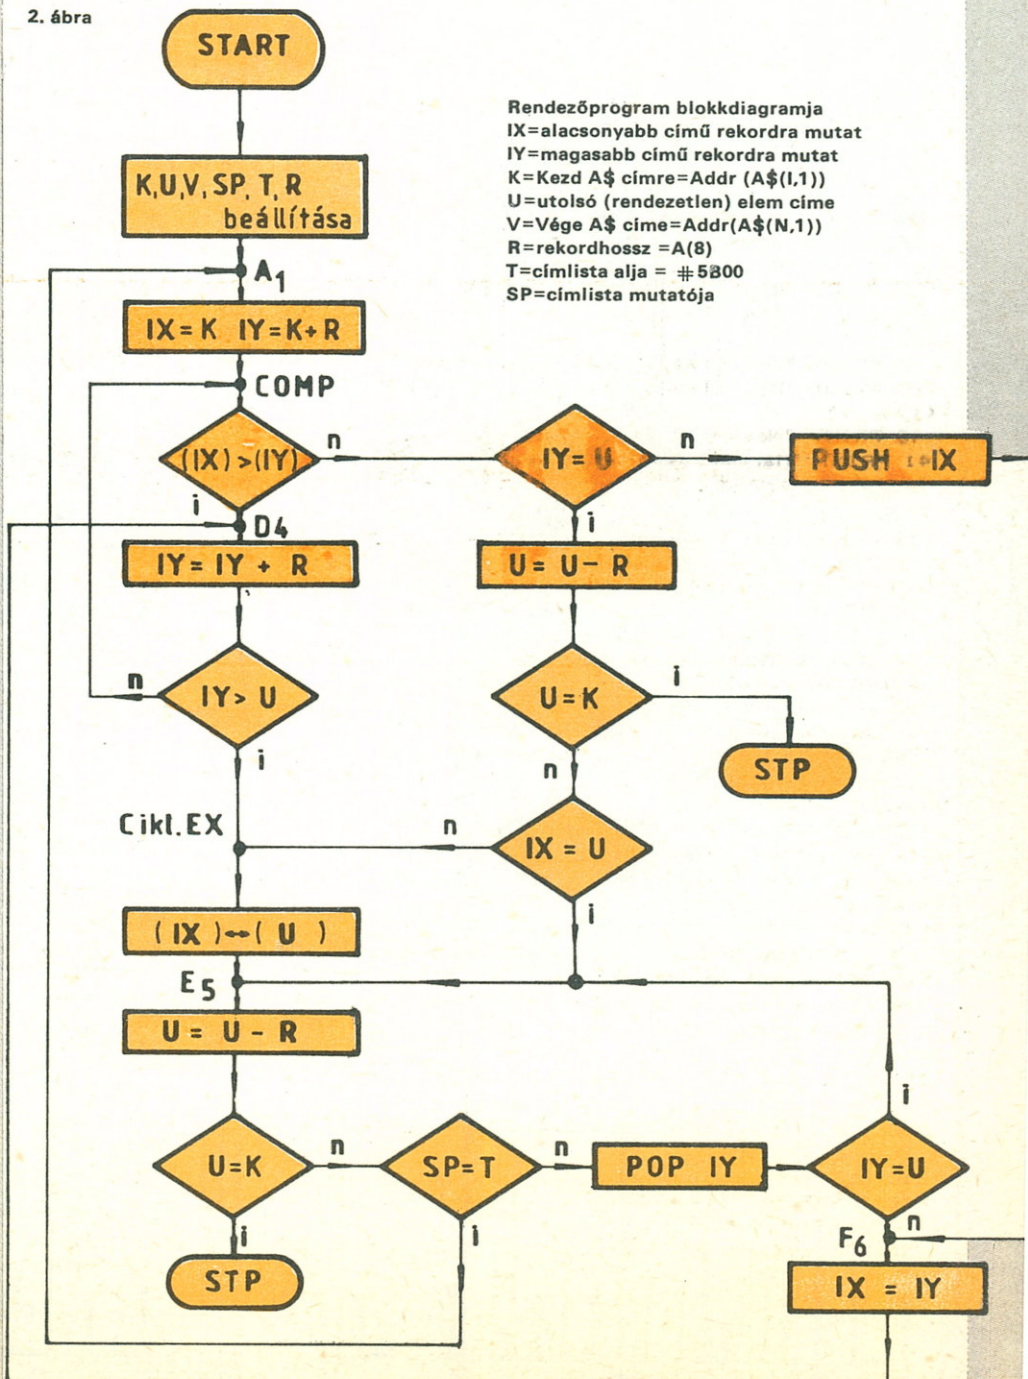 2. ábra
START
Rendezőprogram blokkdiagramja
IX=alacsonyabb című rekordra mutat
IY=magasabb című rekordra mutat
K=Kezd A$ címre=Addr (A$(I,1))
U=utolsó (rendezetlen) elem címe
V=Vége A$ címe=Addr(A$(N,1))
R=rekordhossz =A(8)
T=címlista alja =
SP=címlista mutatója
K,U,V, SP, T, R
beállítása
A1
IX= K IY=K+R
COMP
(IX) >(IY)
n
IY= U
n
PUSH IX
i
D4
i
IY= IY + R
U= U- R
n
IY> U
U=K
i
i
n
STP
Cikl.EX
n
IX = U
i
( IX )↔( U )
E5
U= U - R
i
U=K
n
SP=T
n
POP IY
IY=U
i
i
n
F6
STP
IX = IY